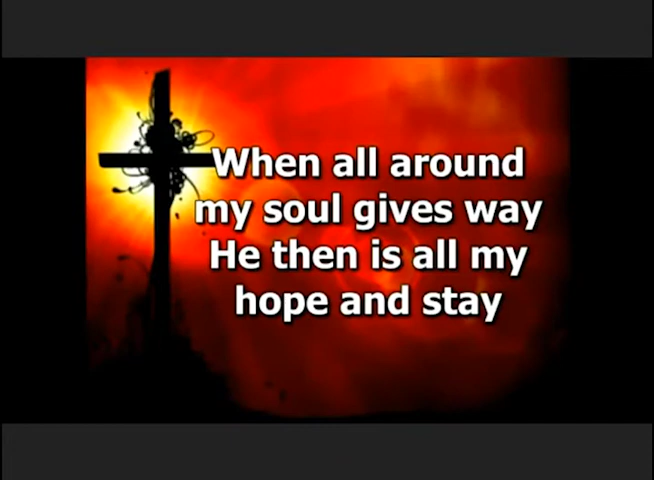 When all around
my soul gives way
He then is all my
hope and stay